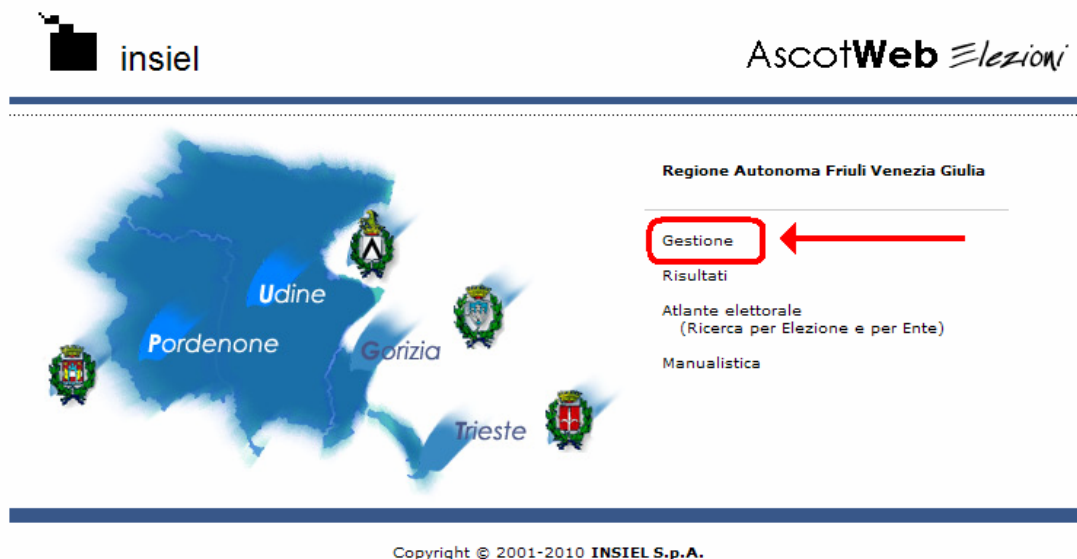 insiel
AscotWeb Elezioni
Regione Autonoma Friuli Venezia Giulia
Gestione
Risultati
Atlante elettorale
(Ricerca per Elezione e per Ente)
Manualistica
Udine
Pordenone
Gorizia
Trieste
Copyright © 2001-2010 INSIEL S.p.A.